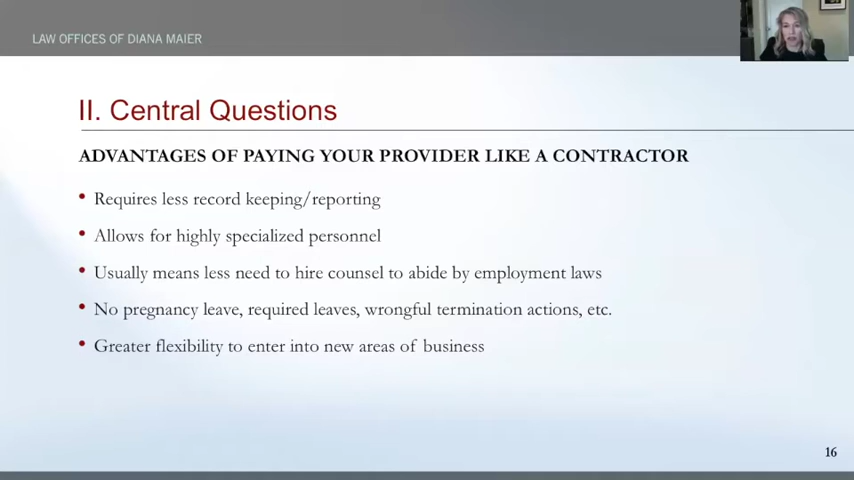 LAW OFFICES OF DIANA MAIER
II. Central Questions
ADVANTAGES OF PAYING YOUR PROVIDER LIKE A CONTRACTOR
• Requires less record keeping/reporting
• Allows for highly specialized personnel
• Usually means less need to hire counsel to abide by employment laws
• No pregnancy leave, required leaves, wrongful termination actions, etc.
• Greater flexibility to enter into new areas of business
16